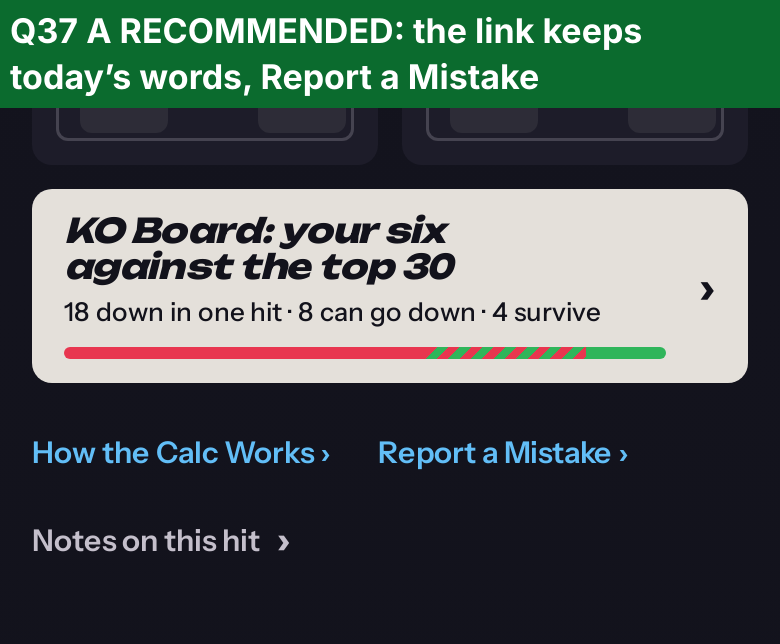 Q37 A RECOMMENDED: the link keeps
today’s words, Report a Mistake
KO Board: your six
against the top 30
18 down in one hit · 8 can go down · 4 survive
›
How the Calc Works › Report a Mistake ›
Notes on this hit ›